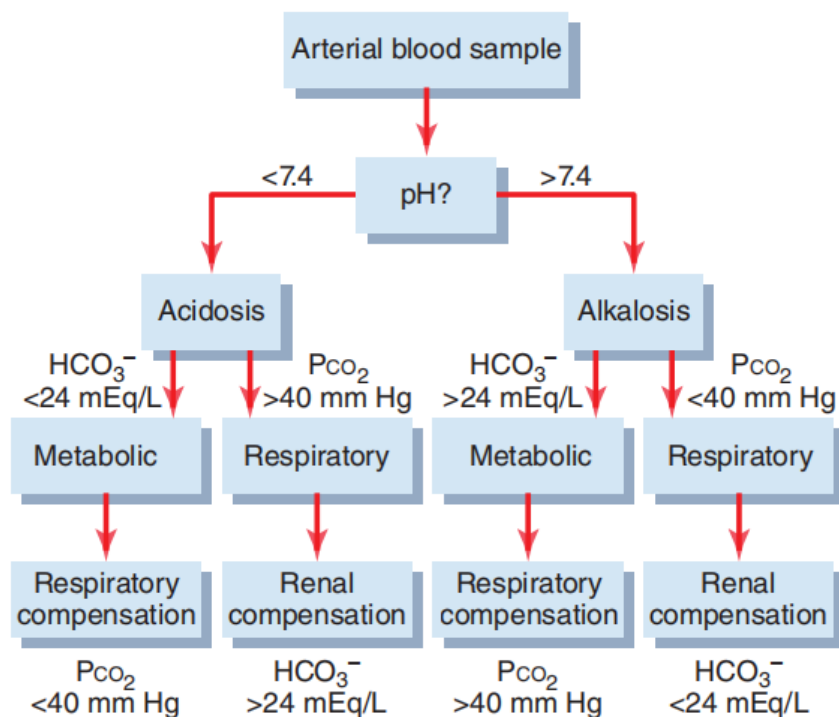 Arterial blood sample
<7.4
pH?
>7.4
Acidosis
Alkalosis
HCO₃⁻
<24 mEq/L
PCO₂
>40 mm Hg
HCO₃⁻
>24 mEq/L
PCO₂
<40 mm Hg
Metabolic
Respiratory
Metabolic
Respiratory
Respiratory
compensation
Renal
compensation
Respiratory
compensation
Renal
compensation
PCO₂
<40 mm Hg
HCO₃⁻
>24 mEq/L
PCO₂
>40 mm Hg
HCO₃⁻
<24 mEq/L